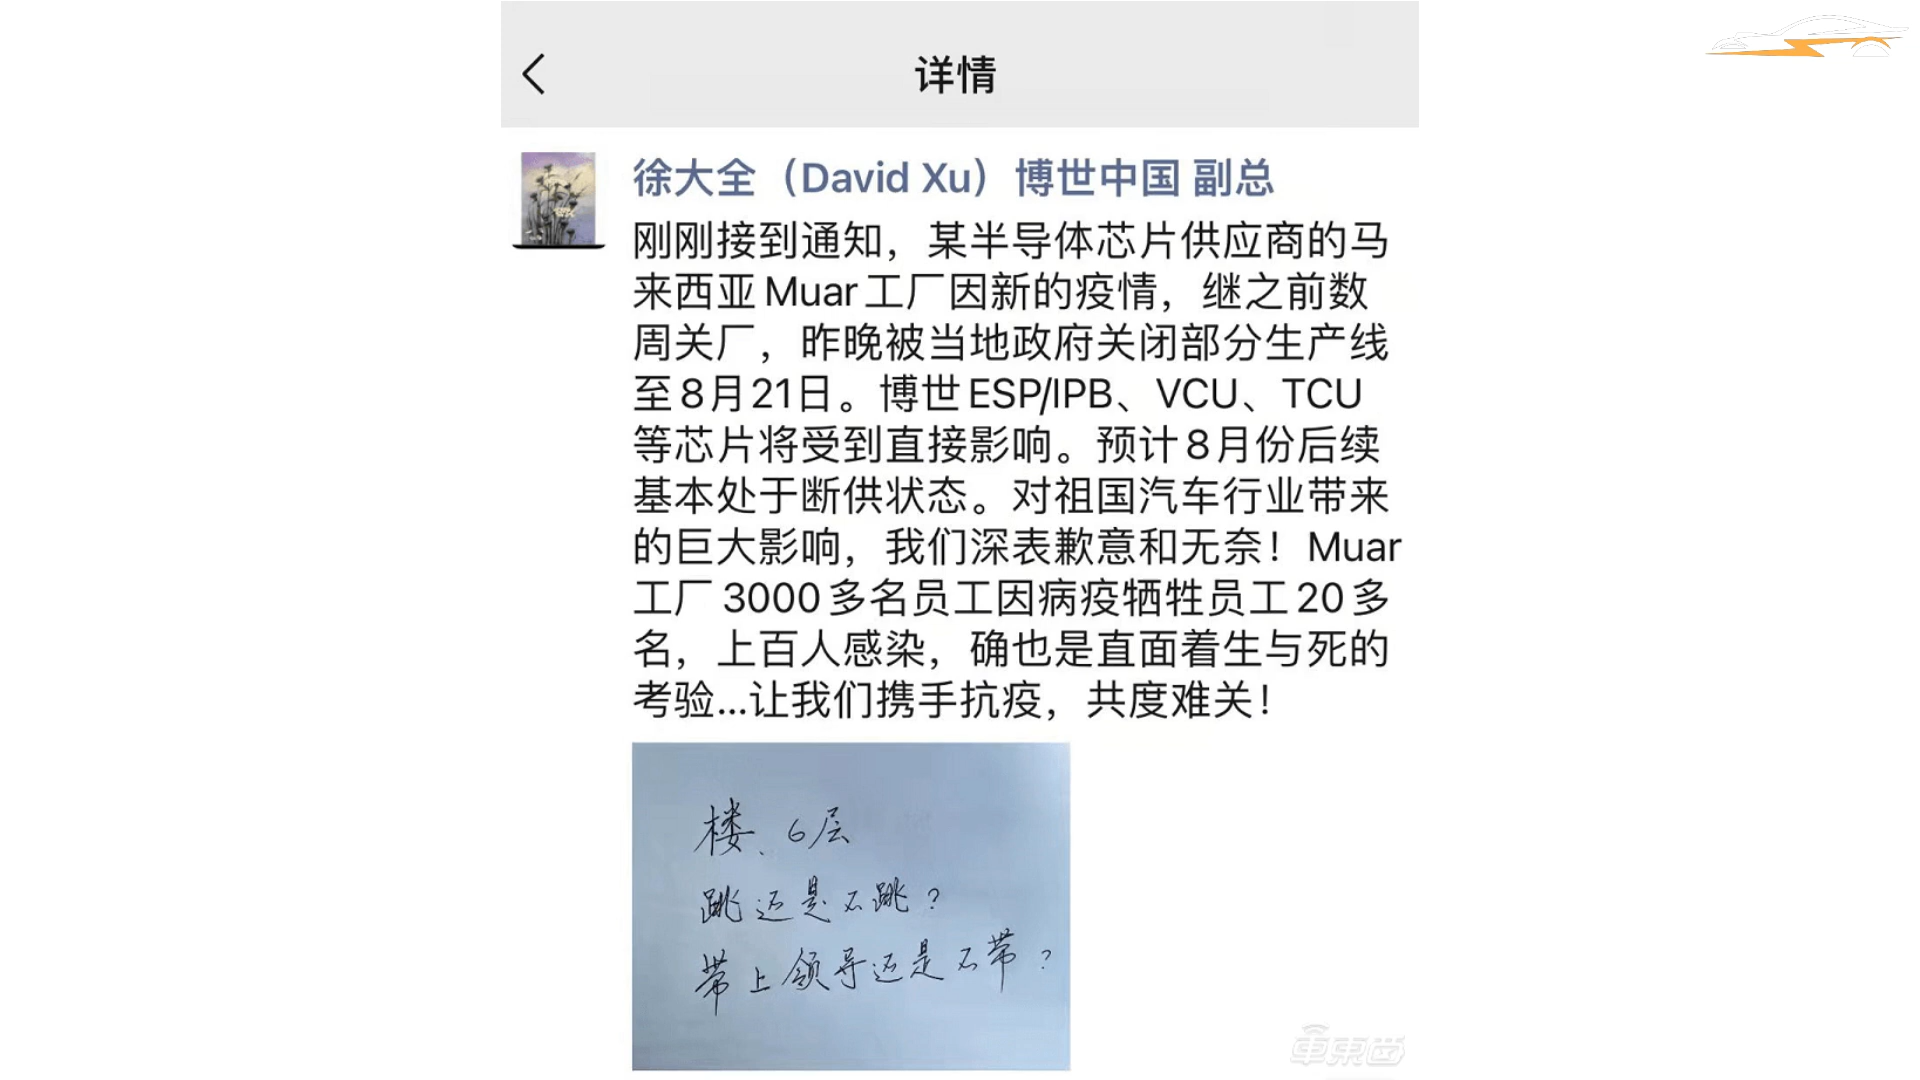 详情
徐大全（David Xu）博世中国 副总
刚刚接到通知，某半导体芯片供应商的马
来西亚Muar工厂因新的疫情，继之前数
周关厂，昨晚被当地政府关闭部分生产线
至8月21日。博世ESP/IPB、VCU、TCU
等芯片将受到直接影响。预计8月份后续
基本处于断供状态。对祖国汽车行业带来
的巨大影响，我们深表歉意和无奈！Muar
工厂3000多名员工因病疫牺牲员工20多
名，上百人感染，确也是直面着生与死的
考验...让我们携手抗疫，共度难关！
楼、6层
跳还是不跳？
带上领导还是不带？
車東西